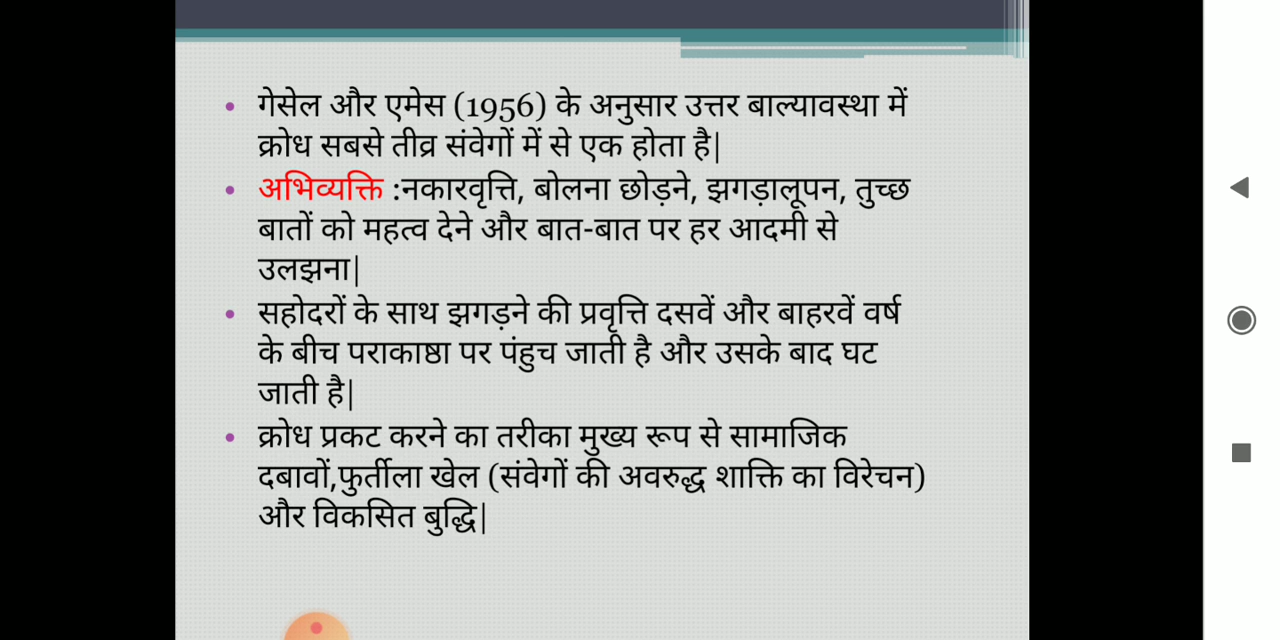 • गेसेल और एमेस (1956) के अनुसार उत्तर बाल्यावस्था में
क्रोध सबसे तीव्र संवेगों में से एक होता है|
• अभिव्यक्ति :नकारवृत्ति, बोलना छोड़ने, झगड़ालूपन, तुच्छ
बातों को महत्व देने और बात-बात पर हर आदमी से
उलझना|
• सहोदरों के साथ झगड़ने की प्रवृत्ति दसवें और बाहरवें वर्ष
के बीच पराकाष्ठा पर पंहुच जाती है और उसके बाद घट
जाती है|
• क्रोध प्रकट करने का तरीका मुख्य रूप से सामाजिक
दबावों,फुर्तीला खेल (संवेगों की अवरुद्ध शाक्ति का विरेचन)
और विकसित बुद्धि|